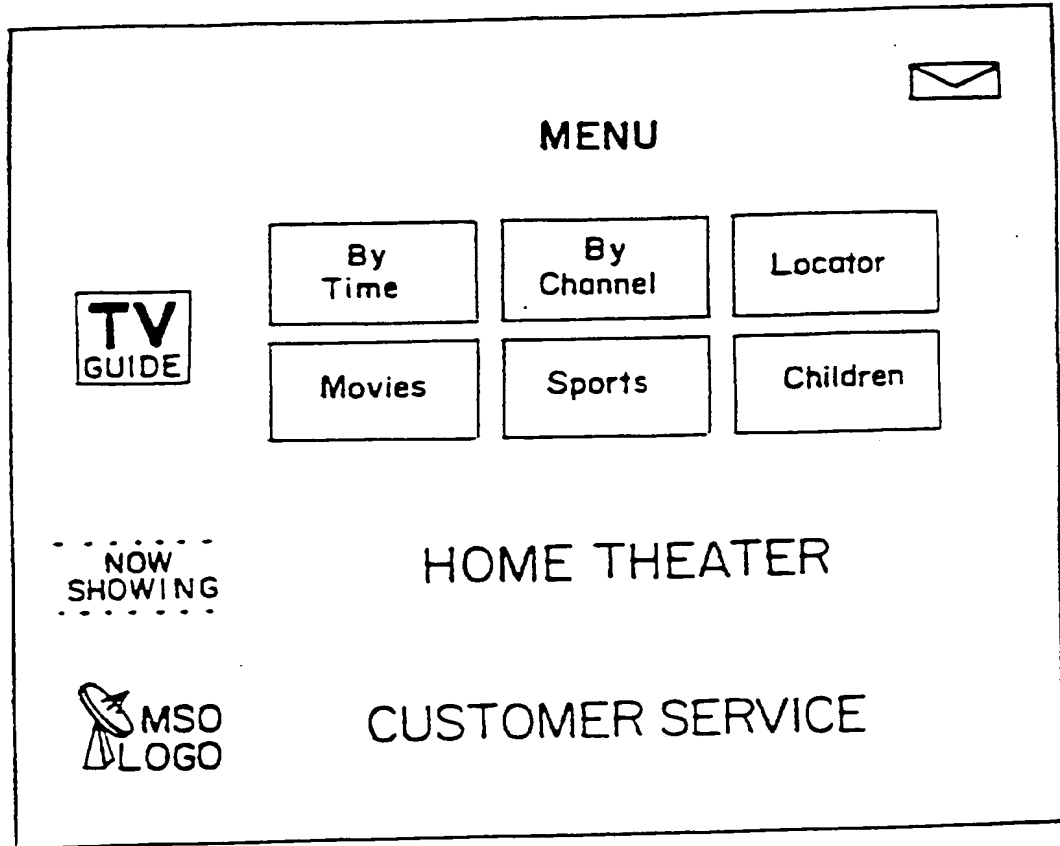 MENU
By
Time
By
Channel
Locator
TV
GUIDE
Movies
Sports
Children
NOW
SHOWING
HOME THEATER
MSO
LOGO
CUSTOMER SERVICE